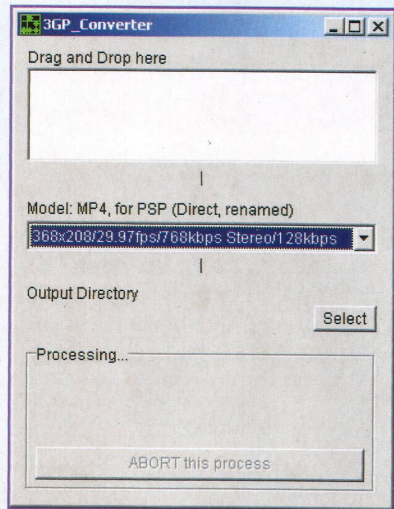 3GP_Converter
Drag and Drop here
Model: MP4, for PSP (Direct, renamed)
368x208/29.97fps/768kbps Stereo/128kbps
Output Directory
Select
Processing...
ABORT this process